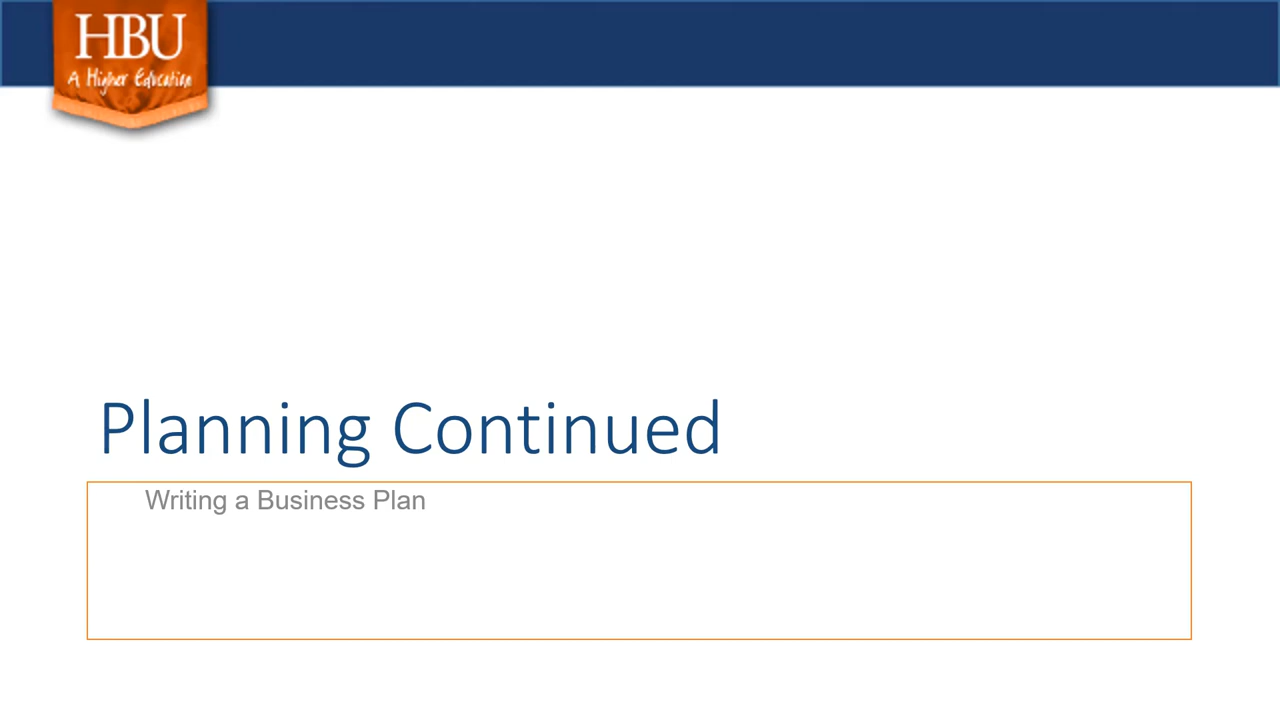 HBU
A Higher Education
Planning Continued
Writing a Business Plan